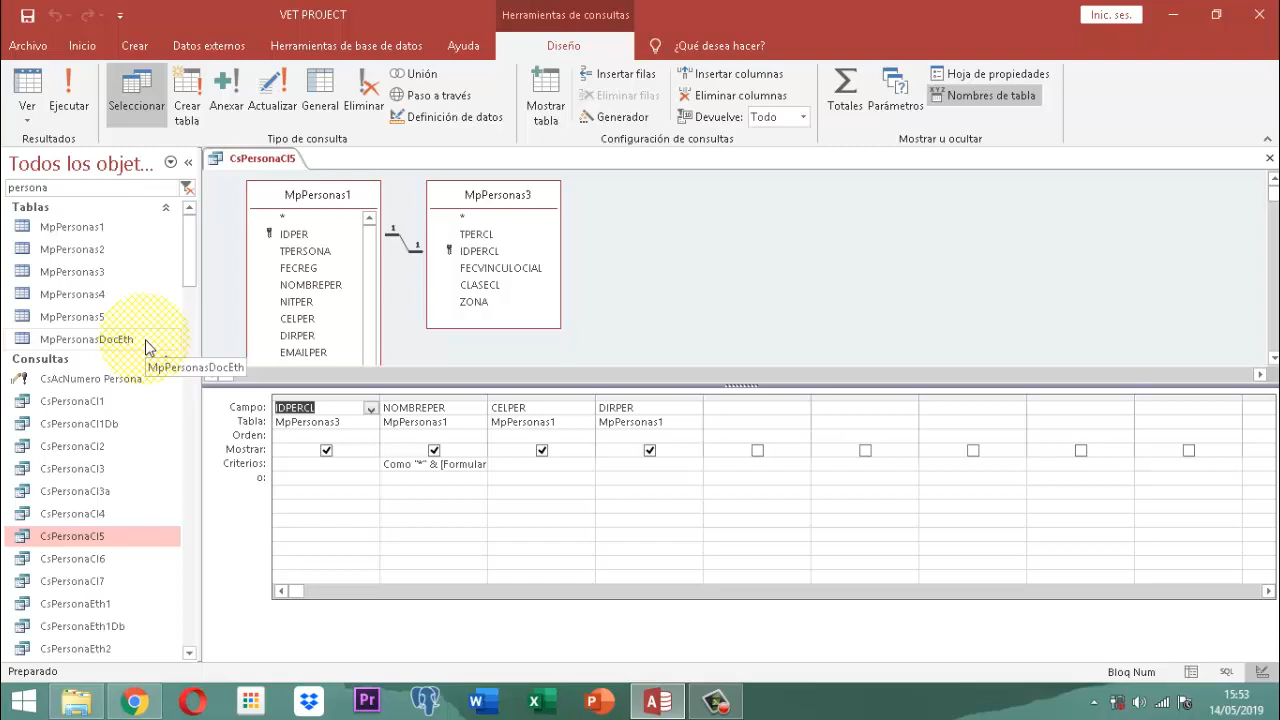 VET PROJECT
Herramientas de consultas
Inic. ses.
Archivo
Inicio
Crear
Datos externos
Herramientas de base de datos
Ayuda
Diseño
¿Qué desea hacer?
Ver
Ejecutar
Resultados
Seleccionar
Crear tabla
Anexar
Actualizar
General
Eliminar
Unión
Paso a través
Definición de datos
Tipo de consulta
Mostrar tabla
Insertar filas
Eliminar filas
Generador
Insertar columnas
Eliminar columnas
Devuelve: Todo
Configuración de consultas
Totales
Parámetros
Hoja de propiedades
XYZ Nombres de tabla
Mostrar u ocultar
Todos los objet...
persona
Tablas
MpPersonas1
MpPersonas2
MpPersonas3
MpPersonas4
MpPersonas5
MpPersonasDocEth
MpPersonasDocEth
Consultas
CsAcNumero Persona
CsPersonaCl1
CsPersonaCl1Db
CsPersonaCl2
CsPersonaCl3
CsPersonaCl3a
CsPersonaCl4
CsPersonaCl5
CsPersonaCl6
CsPersonaCl7
CsPersonaEth1
CsPersonaEth1Db
CsPersonaEth2
CsPersonaCl5
MpPersonas1
*
IDPER
TPERSONA
FECREG
NOMBREPER
NITPER
CELPER
DIRPER
EMAILPER
1
1
MpPersonas3
*
TPERCL
IDPERCL
FECVINCULOCIAL
CLASECL
ZONA
Campo: IDPERCL NOMBREPER CELPER DIRPER
Tabla: MpPersonas3 MpPersonas1 MpPersonas1 MpPersonas1
Orden:
Mostrar:
Criterios: Como "*" & [Formular
o:
Preparado
Bloq Num
SQL
Pr
15:53
14/05/2019